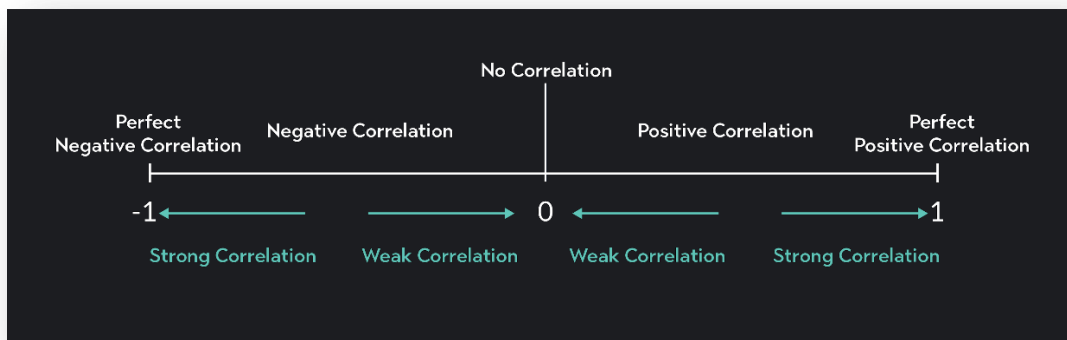 No Correlation
Perfect
Negative Correlation
Negative Correlation
Positive Correlation
Perfect
Positive Correlation
-1
0
1
Strong Correlation
Weak Correlation
Weak Correlation
Strong Correlation